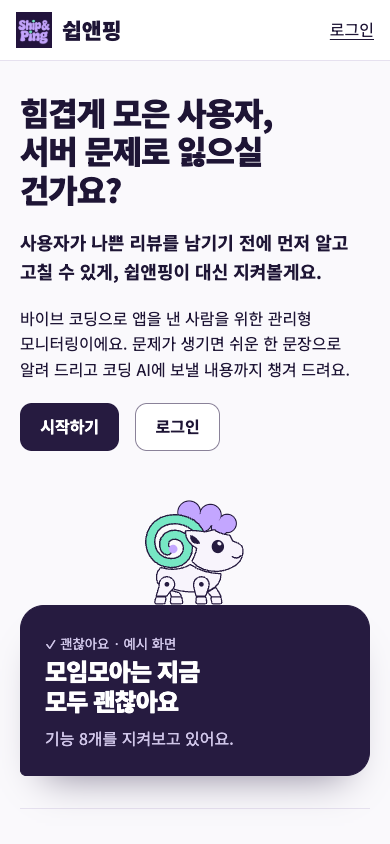 Ship&
Ping
쉽앤핑
로그인
힘겹게 모은 사용자,
서버 문제로 잃으실
건가요?
사용자가 나쁜 리뷰를 남기기 전에 먼저 알고
고칠 수 있게, 쉽앤핑이 대신 지켜볼게요.
바이브 코딩으로 앱을 낸 사람을 위한 관리형
모니터링이에요. 문제가 생기면 쉬운 한 문장으로
알려 드리고 코딩 AI에 보낼 내용까지 챙겨 드려요.
시작하기
로그인
✓ 괜찮아요 · 예시 화면
모임모아는 지금
모두 괜찮아요
기능 8개를 지켜보고 있어요.